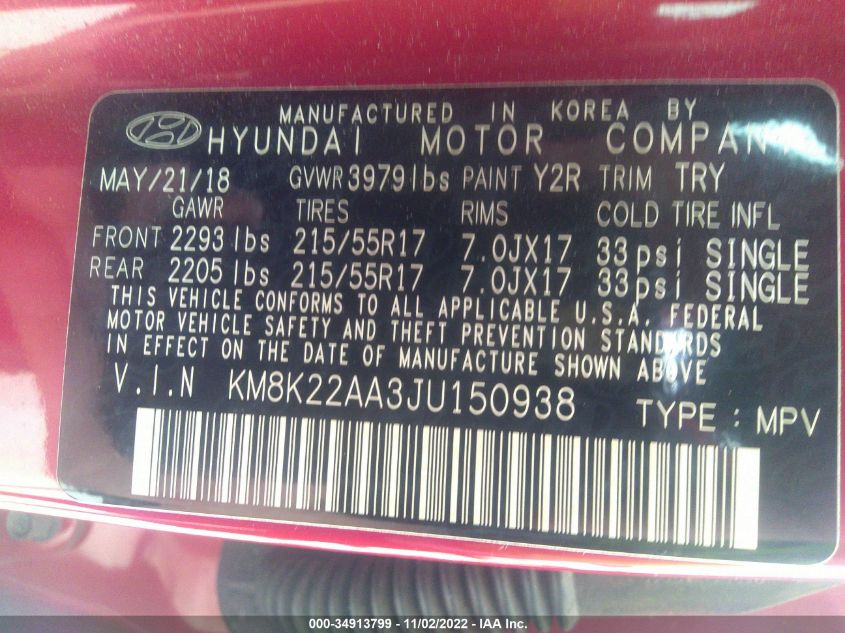 MANUFACTURED IN KOREA BY
HYUNDAI MOTOR COMPANY
MAY/21/18 GVWR 3979 lbs PAINT Y2R TRIM TRY
GAWR TIRES RIMS COLD TIRE INFL
FRONT 2293 lbs 215/55R17 7.0JX17 33psi SINGLE
REAR 2205 lbs 215/55R17 7.0JX17 33psi SINGLE
THIS VEHICLE CONFORMS TO ALL APPLICABLE U.S.A. FEDERAL
MOTOR VEHICLE SAFETY AND THEFT PREVENTION STANDARDS
IN EFFECT ON THE DATE OF MANUFACTURE SHOWN ABOVE
V.I.N KM8K22AA3JU150938 TYPE : MPV
000-34913799 — 11/02/2022 — IAA Inc.